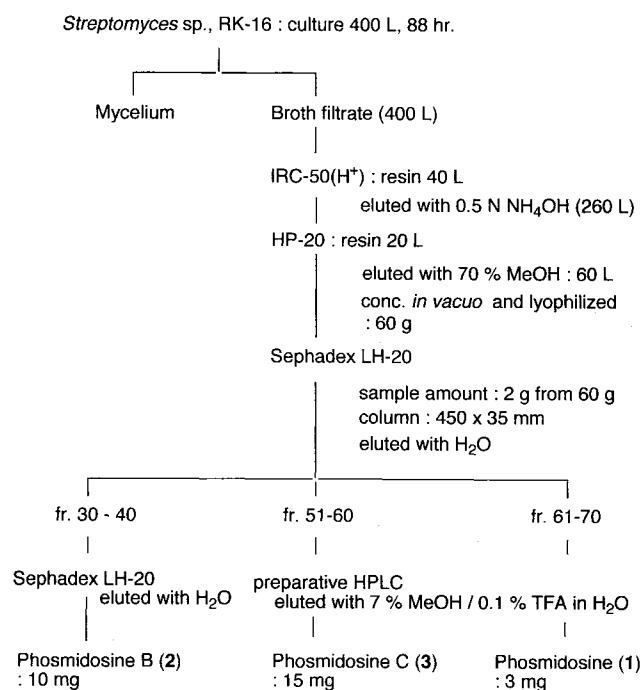 Streptomyces sp., RK-16 : culture 400 L, 88 hr.
Mycelium
Broth filtrate (400 L)
IRC-50(H⁺) : resin 40 L
eluted with 0.5 N NH₄OH (260 L)
HP-20 : resin 20 L
eluted with 70 % MeOH : 60 L
conc. in vacuo and lyophilized
: 60 g
Sephadex LH-20
sample amount : 2 g from 60 g
column : 450 x 35 mm
eluted with H₂O
fr. 30 - 40
fr. 51-60
fr. 61-70
Sephadex LH-20
eluted with H₂O
preparative HPLC
eluted with 7 % MeOH / 0.1 % TFA in H₂O
Phosmidosine B (2)
: 10 mg
Phosmidosine C (3)
: 15 mg
Phosmidosine (1)
: 3 mg